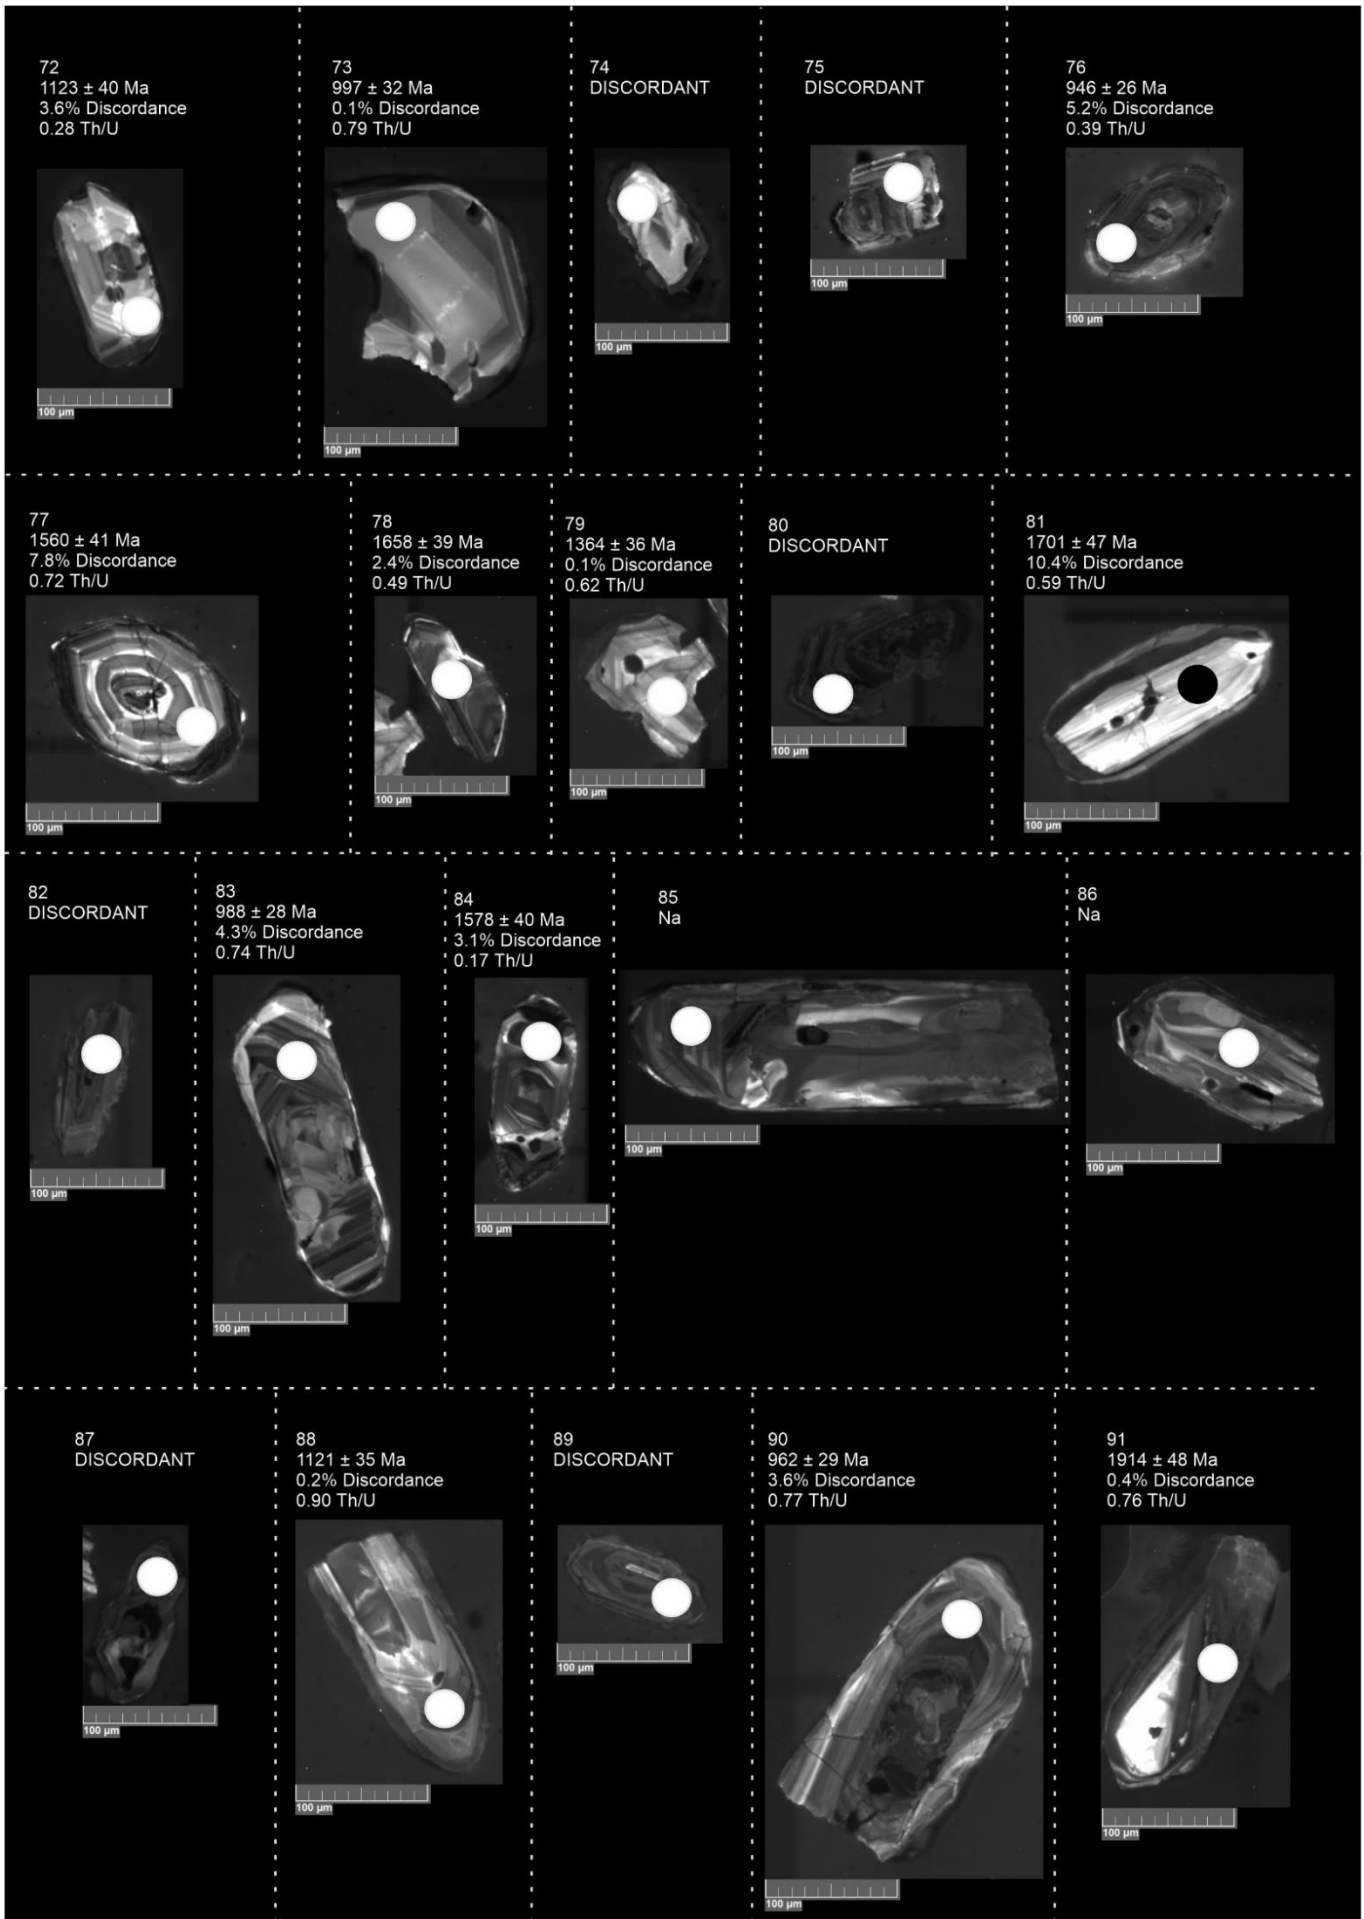 72
1123 ± 40 Ma
3.6% Discordance
0.28 Th/U
100 µm
73
997 ± 32 Ma
0.1% Discordance
0.79 Th/U
100 µm
74
DISCORDANT
100 µm
75
DISCORDANT
100 µm
76
946 ± 26 Ma
5.2% Discordance
0.39 Th/U
100 µm
77
1560 ± 41 Ma
7.8% Discordance
0.72 Th/U
100 µm
78
1658 ± 39 Ma
2.4% Discordance
0.49 Th/U
100 µm
79
1364 ± 36 Ma
0.1% Discordance
0.62 Th/U
100 µm
80
DISCORDANT
100 µm
81
1701 ± 47 Ma
10.4% Discordance
0.59 Th/U
100 µm
82
DISCORDANT
100 µm
83
988 ± 28 Ma
4.3% Discordance
0.74 Th/U
100 µm
84
1578 ± 40 Ma
3.1% Discordance
0.17 Th/U
100 µm
85
Na
100 µm
86
Na
100 µm
87
DISCORDANT
100 µm
88
1121 ± 35 Ma
0.2% Discordance
0.90 Th/U
100 µm
89
DISCORDANT
100 µm
90
962 ± 29 Ma
3.6% Discordance
0.77 Th/U
100 µm
91
1914 ± 48 Ma
0.4% Discordance
0.76 Th/U
100 µm